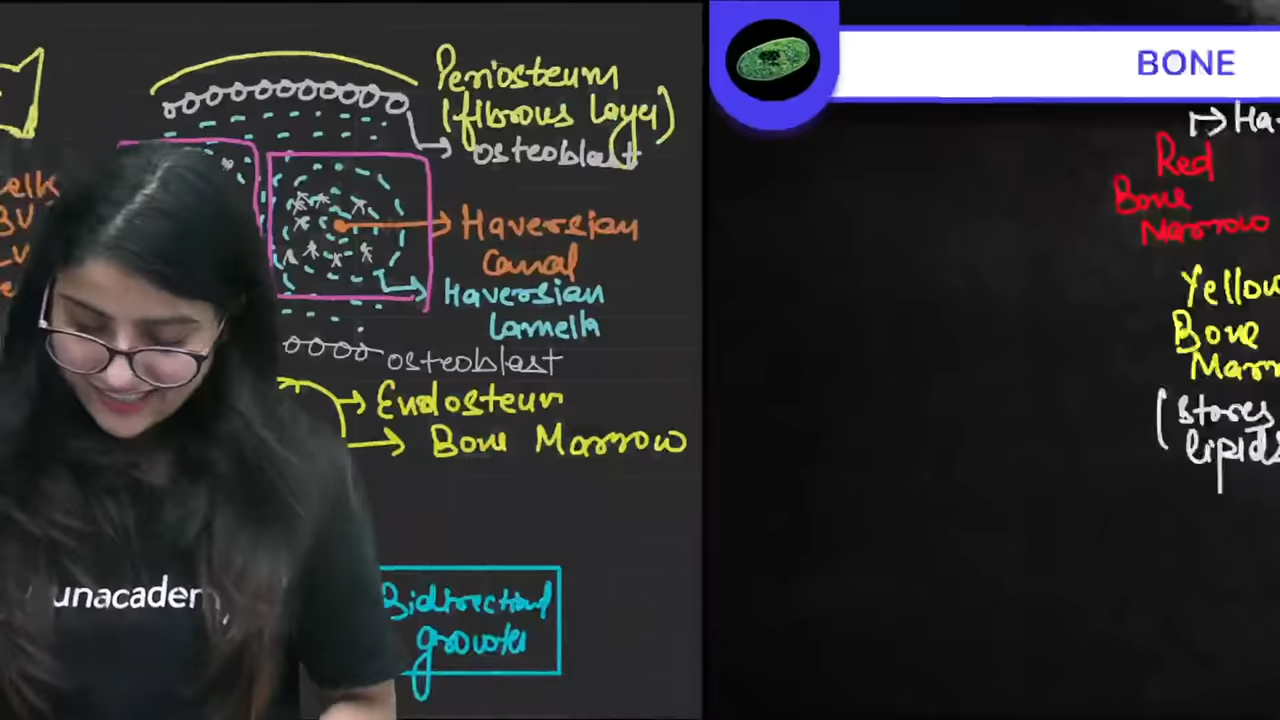 Periosteum
(fibrous layer)
osteoblast
Haversian
Canal
Haversian
Lamella
osteoblast
Endosteum
Bone Marrow
Bidirectional
growth
unacadem
BONE
Red
Bone
Marrow
Yellow
Bone
Marr
(stores
lipids